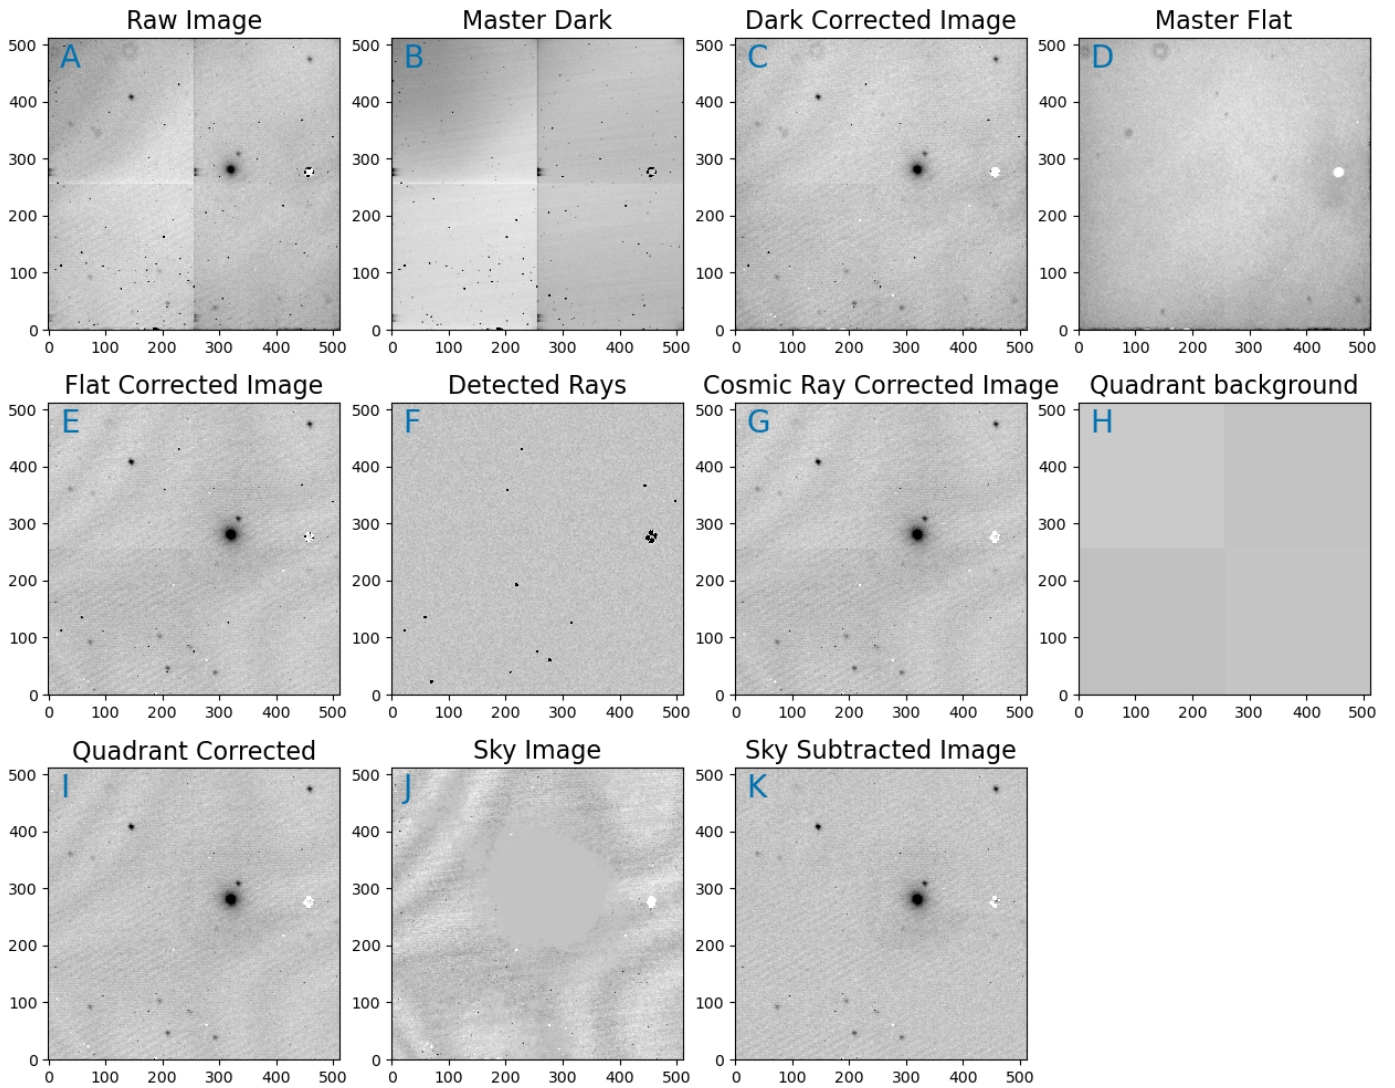 Raw Image Master Dark Dark Corrected Image Master Flat
A B C D
500 500 500 500
400 400 400 400
300 300 300 300
200 200 200 200
100 100 100 100
0 0 0 0
0 100 200 300 400 500 0 100 200 300 400 500 0 100 200 300 400 500 0 100 200 300 400 500
Flat Corrected Image Detected Rays Cosmic Ray Corrected Image Quadrant background
E F G H
500 500 500 500
400 400 400 400
300 300 300 300
200 200 200 200
100 100 100 100
0 0 0 0
0 100 200 300 400 500 0 100 200 300 400 500 0 100 200 300 400 500 0 100 200 300 400 500
Quadrant Corrected Sky Image Sky Subtracted Image
I J K
500 500 500
400 400 400
300 300 300
200 200 200
100 100 100
0 0 0
0 100 200 300 400 500 0 100 200 300 400 500 0 100 200 300 400 500